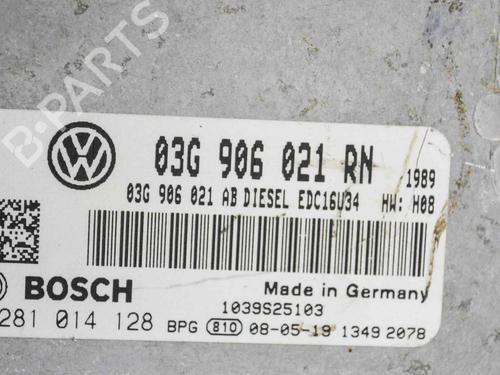 B-PARTS
03G 906 021 RN 1989
03G 906 021 AB DIESEL EDC16U34 HW: H08
BOSCH Made in Germany
1039S25103
281 014 128 BPG 810 08-05-19 1349 2078